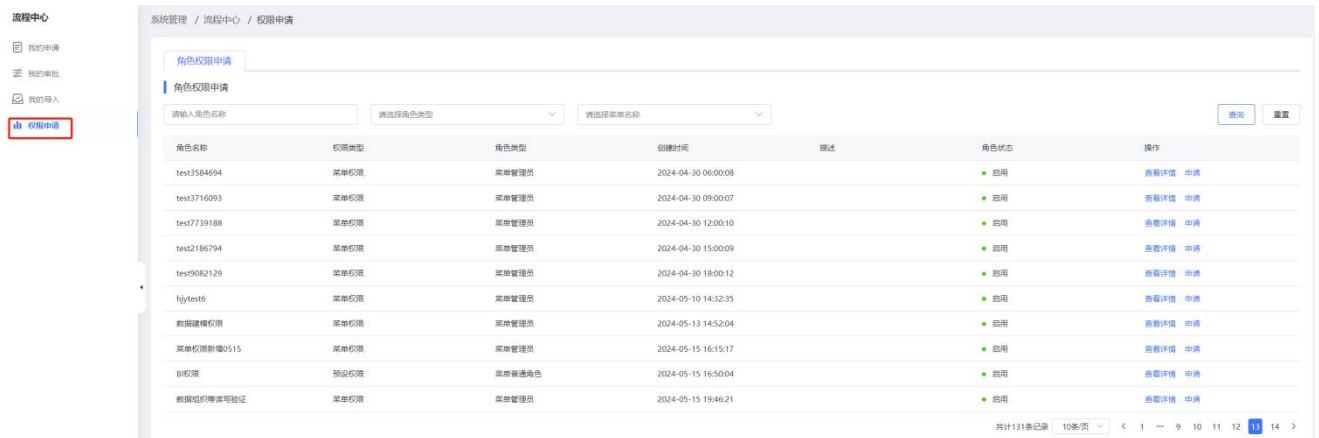 流程中心
我的申请
我的审批
我的导入
权限申请
系统管理 / 流程中心 / 权限申请
角色权限申请
角色权限申请
请输入角色名称 请选择角色类型 请选择菜单名称 查询 重置
角色名称 权限类型 角色类型 创建时间 描述 角色状态 操作
test3584694 菜单权限 菜单管理员 2024-04-30 06:00:08 启用 查看详情 申请
test3716093 菜单权限 菜单管理员 2024-04-30 09:00:07 启用 查看详情 申请
test7739188 菜单权限 菜单管理员 2024-04-30 12:00:10 启用 查看详情 申请
test2186794 菜单权限 菜单管理员 2024-04-30 15:00:09 启用 查看详情 申请
test9082129 菜单权限 菜单管理员 2024-04-30 18:00:12 启用 查看详情 申请
hjytest6 菜单权限 菜单管理员 2024-05-10 14:32:35 启用 查看详情 申请
数据建模权限 菜单权限 菜单管理员 2024-05-13 14:52:04 启用 查看详情 申请
菜单权限新增0515 菜单权限 菜单管理员 2024-05-15 16:15:17 启用 查看详情 申请
BI权限 预设权限 菜单普通角色 2024-05-15 16:50:04 启用 查看详情 申请
数据组织等读写验证 菜单权限 菜单管理员 2024-05-15 19:46:21 启用 查看详情 申请
共计131条记录 10条/页 < 1 ··· 9 10 11 12 13 14 >